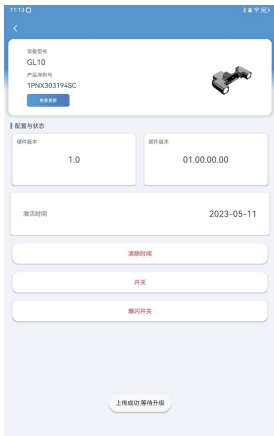 11:13
设备型号
GL10
产品序列号
1PNX303194SC
检查更新
配置与状态
硬件版本
1.0
固件版本
01.00.00.00
激活时间
2023-05-11
清除时间
开关
爆闪开关
上传成功,等待升级